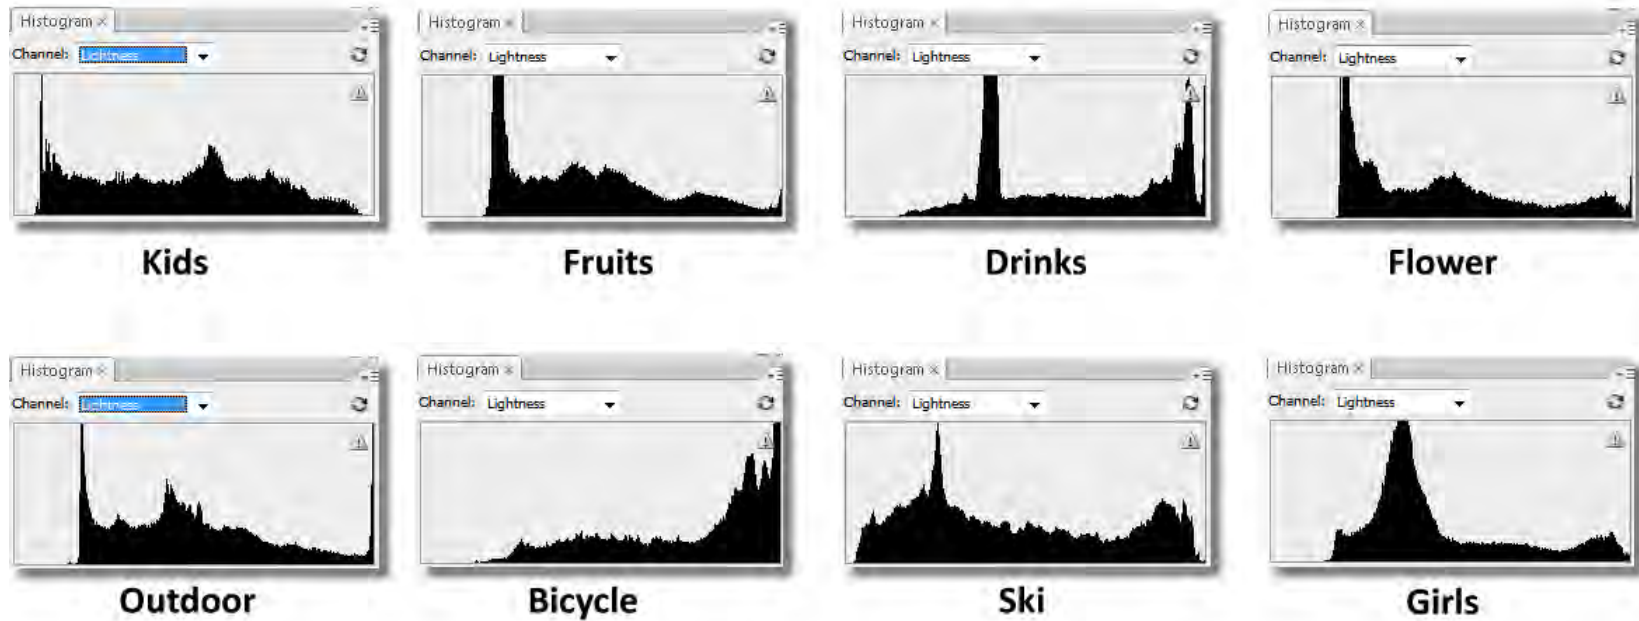 Histogram ×
Channel: Lightness
Kids
Histogram ×
Channel: Lightness
Fruits
Histogram ×
Channel: Lightness
Drinks
Histogram ×
Channel: Lightness
Flower
Histogram ×
Channel: Lightness
Outdoor
Histogram ×
Channel: Lightness
Bicycle
Histogram ×
Channel: Lightness
Ski
Histogram ×
Channel: Lightness
Girls